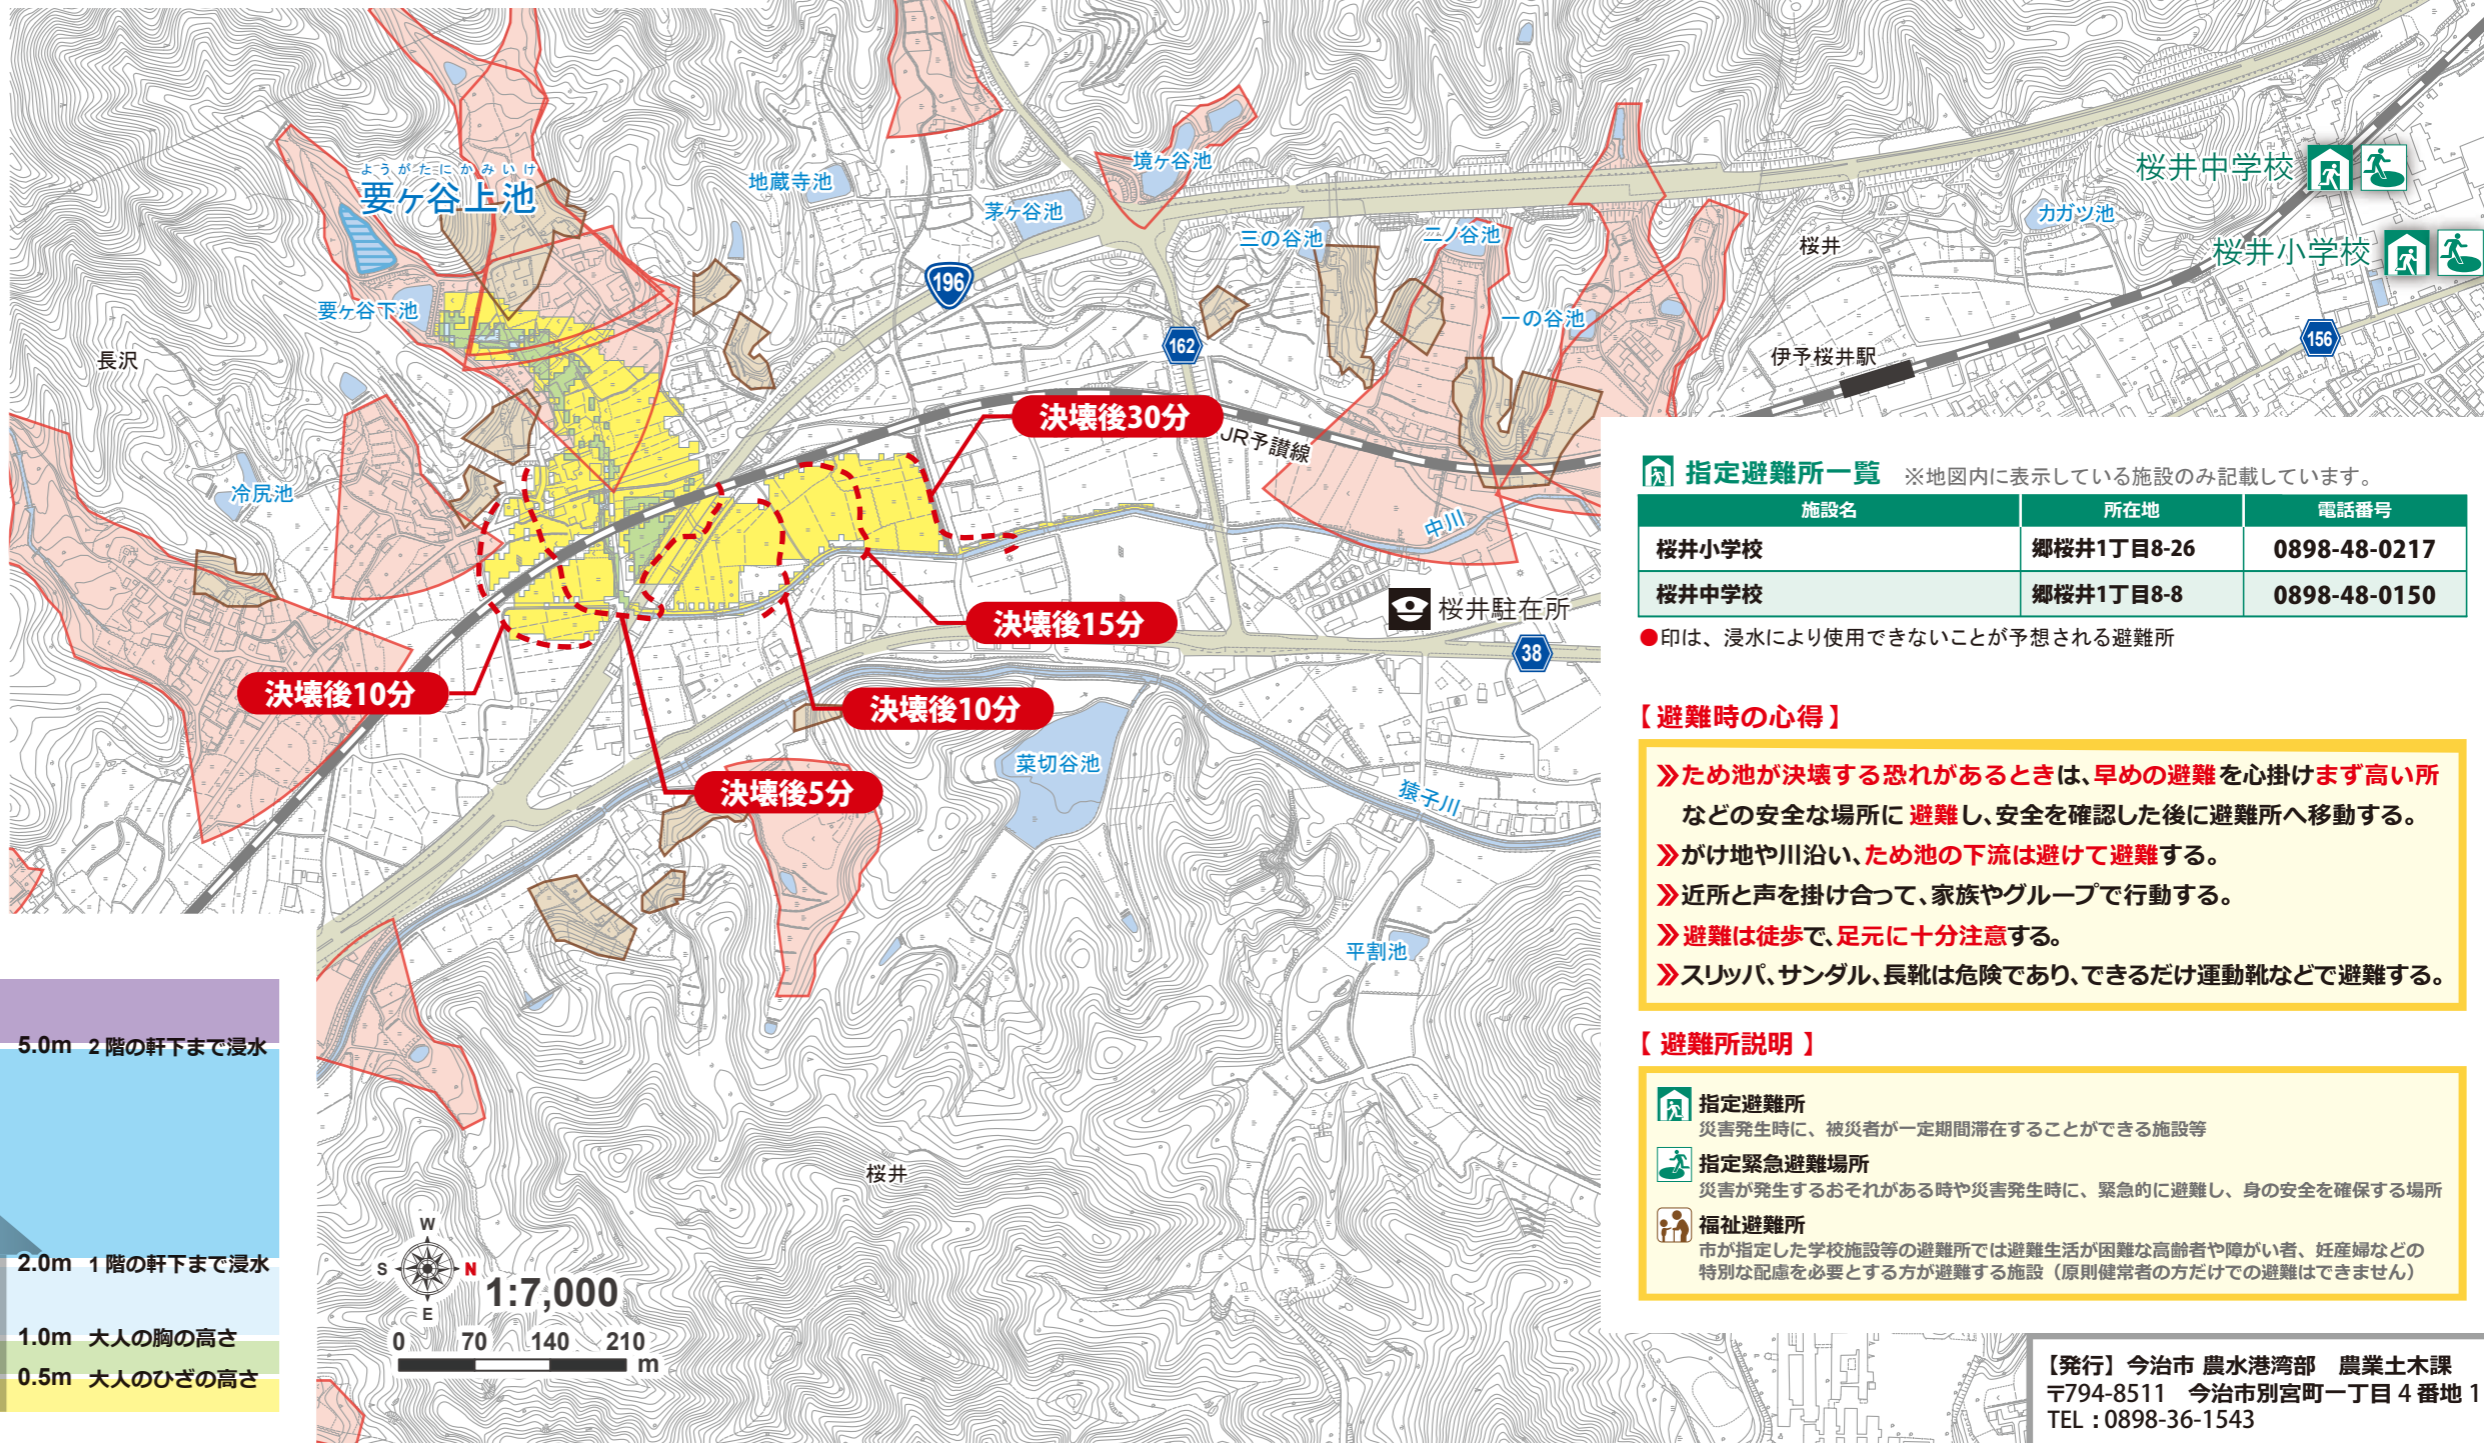 ようがたにかみいけ
要ヶ谷上池
要ヶ谷下池
地蔵寺池
茅ヶ谷池
境ヶ谷池
三の谷池
二ノ谷池
一の谷池
カガツ池
桜井中学校
桜井小学校
桜井
196
162
156
長沢
冷尻池
伊予桜井駅
JR予讃線
中川
決壊後30分
決壊後15分
決壊後10分
決壊後10分
決壊後5分
桜井駐在所
38
菜切谷池
猿子川
平割池
桜井
指定避難所一覧 ※地図内に表示している施設のみ記載しています。
施設名 所在地 電話番号
桜井小学校 郷桜井1丁目8-26 0898-48-0217
桜井中学校 郷桜井1丁目8-8 0898-48-0150
●印は、浸水により使用できないことが予想される避難所
【避難時の心得】
ため池が決壊する恐れがあるときは、早めの避難を心掛けまず高い所
などの安全な場所に避難し、安全を確認した後に避難所へ移動する。
がけ地や川沿い、ため池の下流は避けて避難する。
近所と声を掛け合って、家族やグループで行動する。
避難は徒歩で、足元に十分注意する。
スリッパ、サンダル、長靴は危険であり、できるだけ運動靴などで避難する。
【避難所説明】
指定避難所
災害発生時に、被災者が一定期間滞在することができる施設等
指定緊急避難場所
災害が発生するおそれがある時や災害発生時に、緊急的に避難し、身の安全を確保する場所
福祉避難所
市が指定した学校施設等の避難所では避難生活が困難な高齢者や障がい者、妊産婦などの
特別な配慮を必要とする方が避難する施設（原則健常者の方だけでの避難はできません）
5.0m 2階の軒下まで浸水
2.0m 1階の軒下まで浸水
1.0m 大人の胸の高さ
0.5m 大人のひざの高さ
W
S N
E
1:7,000
0 70 140 210
m
【発行】今治市 農水港湾部 農業土木課
〒794-8511 今治市別宮町一丁目4番地1
TEL：0898-36-1543